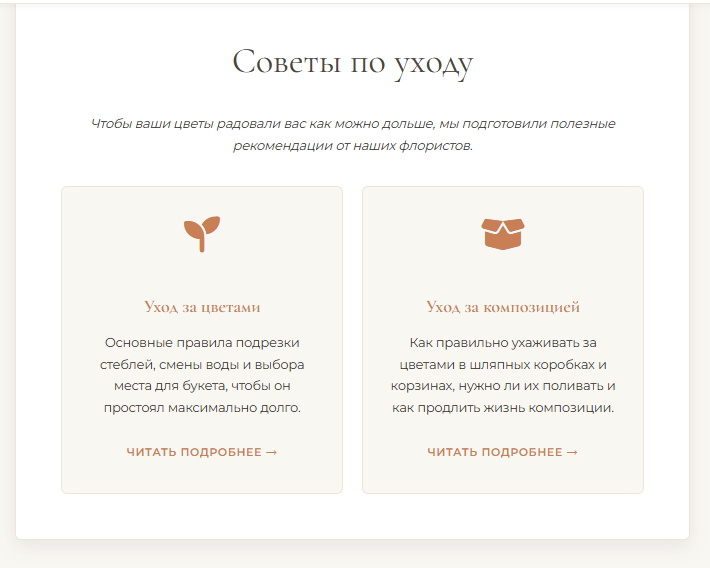 Советы по уходу
Чтобы ваши цветы радовали вас как можно дольше, мы подготовили полезные
рекомендации от наших флористов.
Уход за цветами
Основные правила подрезки
стеблей, смены воды и выбора
места для букета, чтобы он
простоял максимально долго.
ЧИТАТЬ ПОДРОБНЕЕ →
Уход за композицией
Как правильно ухаживать за
цветами в шляпных коробках и
корзинах, нужно ли их поливать и
как продлить жизнь композиции.
ЧИТАТЬ ПОДРОБНЕЕ →